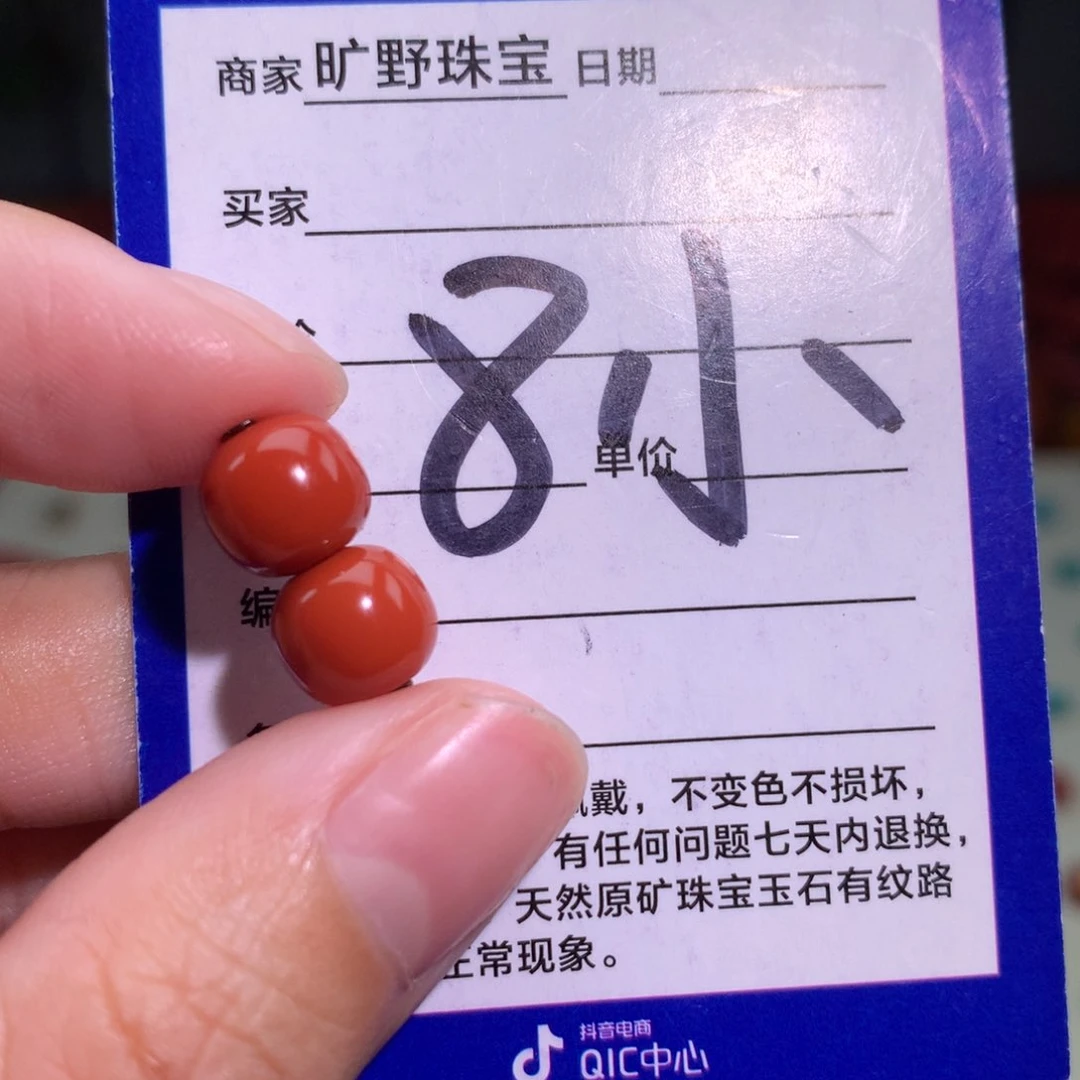 商家 旷野珠宝 日期
买家
8小
单价
编
戴，不变色不损坏，
有任何问题七天内退换，
天然原矿珠宝玉石有纹路
正常现象。
抖音电商
QIC中心